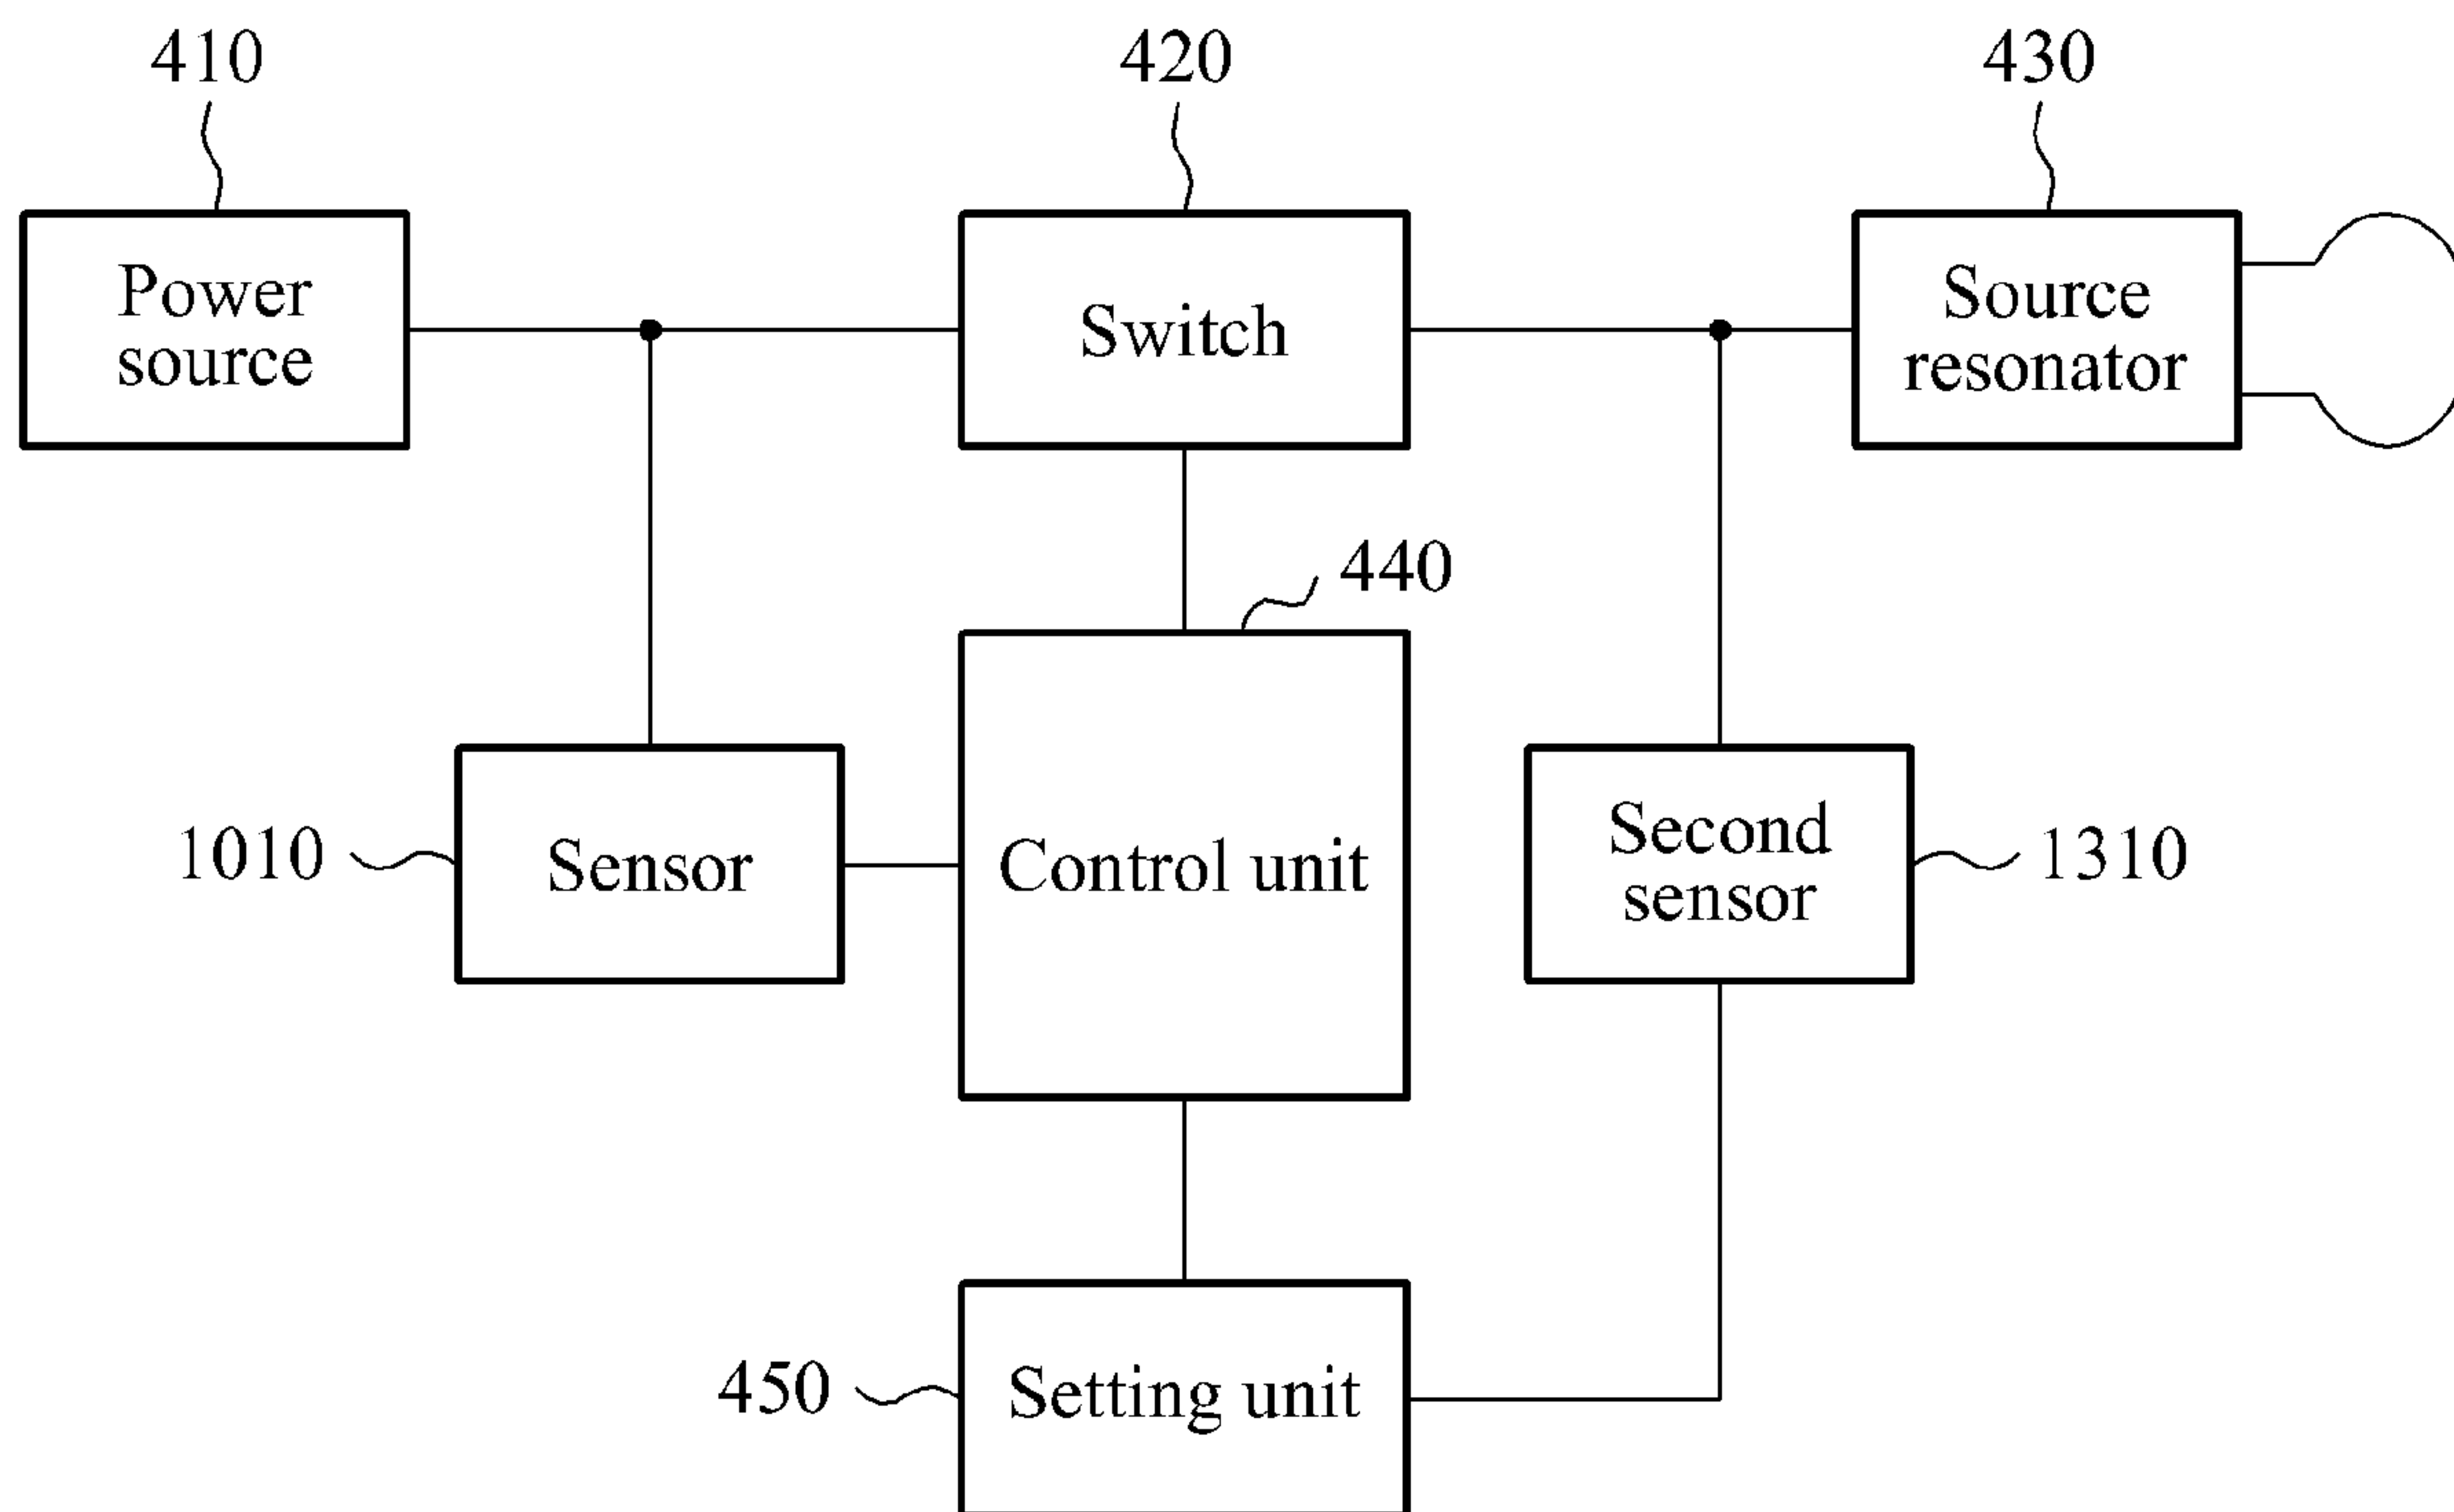 410
420
430
Power
source
Switch
Source
resonator
440
1010
Sensor
Control unit
Second
sensor
1310
450
Setting unit